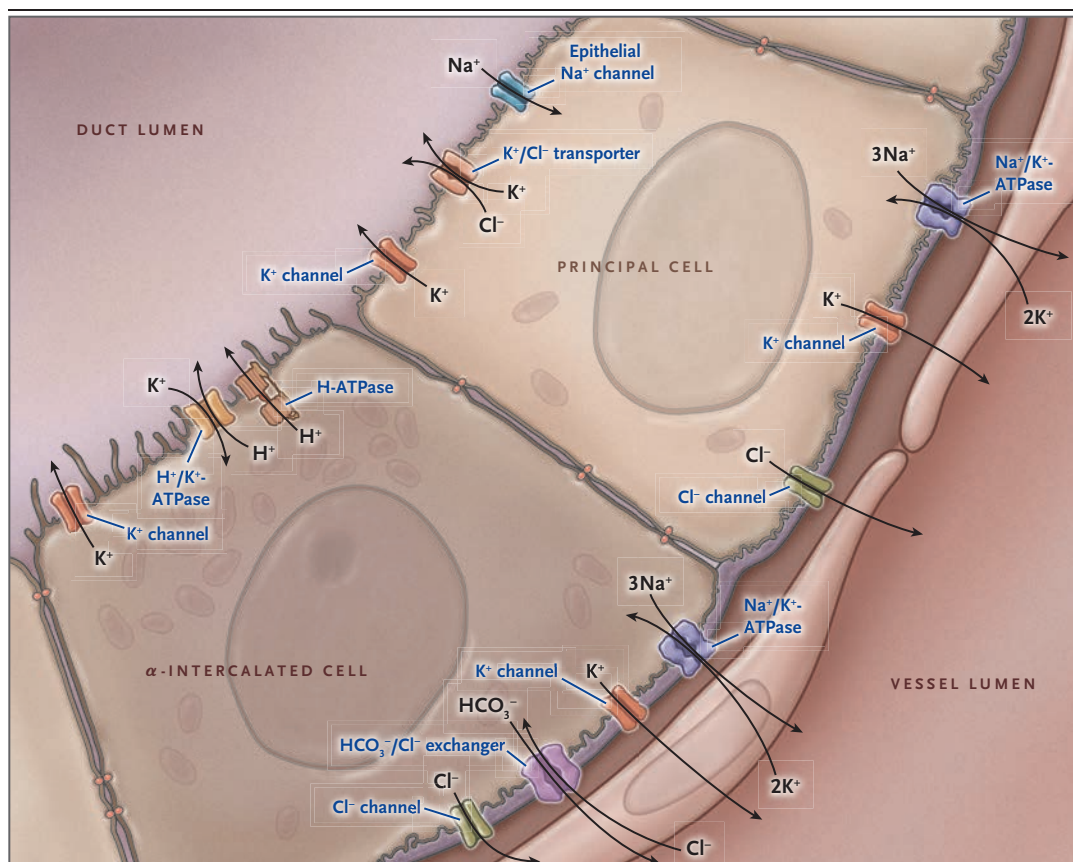 Na⁺
Epithelial
Na⁺ channel
DUCT LUMEN
K⁺/Cl⁻ transporter
K⁺
Cl⁻
3Na⁺
Na⁺/K⁺-
ATPase
K⁺ channel
K⁺
PRINCIPAL CELL
K⁺
K⁺ channel
2K⁺
K⁺
H-ATPase
H⁺
H⁺
H⁺/K⁺-
ATPase
K⁺ channel
K⁺
Cl⁻
Cl⁻ channel
3Na⁺
Na⁺/K⁺-
ATPase
α-INTERCALATED CELL
K⁺ channel
K⁺
VESSEL LUMEN
HCO₃⁻
HCO₃⁻/Cl⁻ exchanger
Cl⁻
Cl⁻ channel
2K⁺
Cl⁻